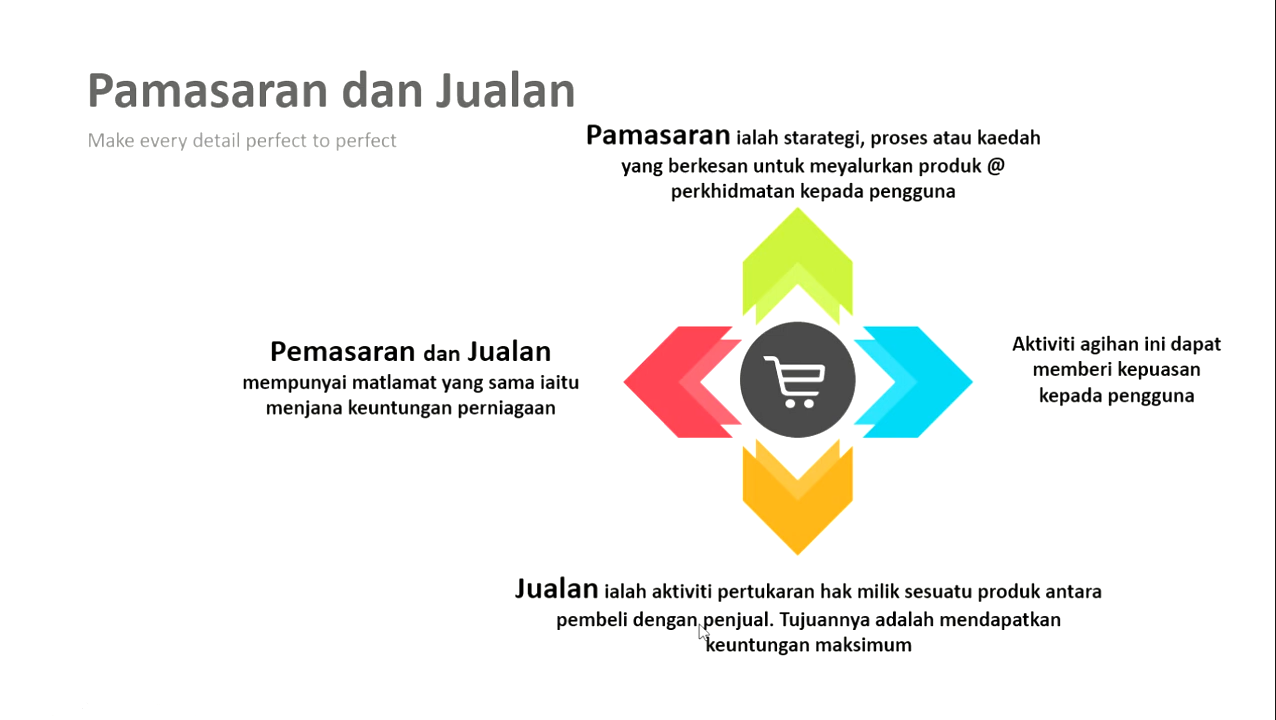 Pamasaran dan Jualan
Make every detail perfect to perfect
Pamasaran ialah starategi, proses atau kaedah
yang berkesan untuk meyalurkan produk @
perkhidmatan kepada pengguna
Pemasaran dan Jualan
mempunyai matlamat yang sama iaitu
menjana keuntungan perniagaan
Aktiviti agihan ini dapat
memberi kepuasan
kepada pengguna
Jualan ialah aktiviti pertukaran hak milik sesuatu produk antara
pembeli dengan penjual. Tujuannya adalah mendapatkan
keuntungan maksimum